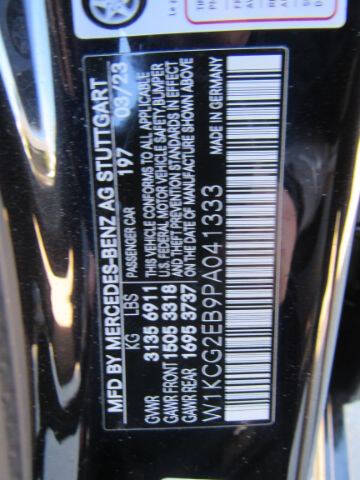 MFD BY MERCEDES-BENZ AG STUTTGART
PASSENGER CAR 197 03/23
KG LBS
GVWR 3135 6911
GAWR FRONT 1505 3318
GAWR REAR 1695 3737
THIS VEHICLE CONFORMS TO ALL APPLICABLE
U.S. FEDERAL MOTOR VEHICLE SAFETY/BUMPER
AND THEFT PREVENTION STANDARDS IN EFFECT
ON THE DATE OF MANUFACTURE SHOWN ABOVE
MADE IN GERMANY
W1KCG2EB9PA041333